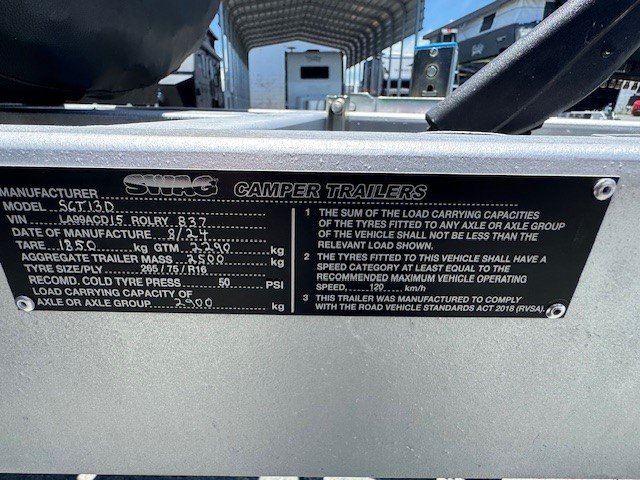 MANUFACTURER SWAG CAMPER TRAILERS
MODEL SGT13D
VIN LA99ACD15 ROLRY 837
DATE OF MANUFACTURE 8/24
TARE 1850 kg GTM 2290 kg
AGGREGATE TRAILER MASS 2500 kg
TYRE SIZE/PLY 265/75/R16
RECOMD. COLD TYRE PRESS 50 PSI
LOAD CARRYING CAPACITY OF
AXLE OR AXLE GROUP 2900 kg
1 THE SUM OF THE LOAD CARRYING CAPACITIES
OF THE TYRES FITTED TO ANY AXLE OR AXLE GROUP
OF THE VEHICLE SHALL NOT BE LESS THAN THE
RELEVANT LOAD SHOWN.
2 THE TYRES FITTED TO THIS VEHICLE SHALL HAVE A
SPEED CATEGORY AT LEAST EQUAL TO THE
RECOMMENDED MAXIMUM VEHICLE OPERATING
SPEED, 120 km/h
3 THIS TRAILER WAS MANUFACTURED TO COMPLY
WITH THE ROAD VEHICLE STANDARDS ACT 2018 (RVSA).